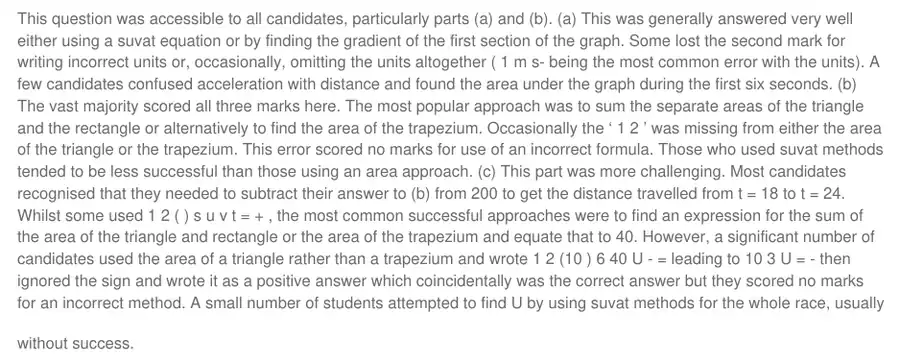 This question was accessible to all candidates, particularly parts (a) and (b). (a) This was generally answered very well
either using a suvat equation or by finding the gradient of the first section of the graph. Some lost the second mark for
writing incorrect units or, occasionally, omitting the units altogether ( 1 m s- being the most common error with the units). A
few candidates confused acceleration with distance and found the area under the graph during the first six seconds. (b)
The vast majority scored all three marks here. The most popular approach was to sum the separate areas of the triangle
and the rectangle or alternatively to find the area of the trapezium. Occasionally the ‘ 1 2 ’ was missing from either the area
of the triangle or the trapezium. This error scored no marks for use of an incorrect formula. Those who used suvat methods
tended to be less successful than those using an area approach. (c) This part was more challenging. Most candidates
recognised that they needed to subtract their answer to (b) from 200 to get the distance travelled from t = 18 to t = 24.
Whilst some used 1 2 ( ) s u v t = + , the most common successful approaches were to find an expression for the sum of
the area of the triangle and rectangle or the area of the trapezium and equate that to 40. However, a significant number of
candidates used the area of a triangle rather than a trapezium and wrote 1 2 (10 ) 6 40 U - = leading to 10 3 U = - then
ignored the sign and wrote it as a positive answer which coincidentally was the correct answer but they scored no marks
for an incorrect method. A small number of students attempted to find U by using suvat methods for the whole race, usually
without success.